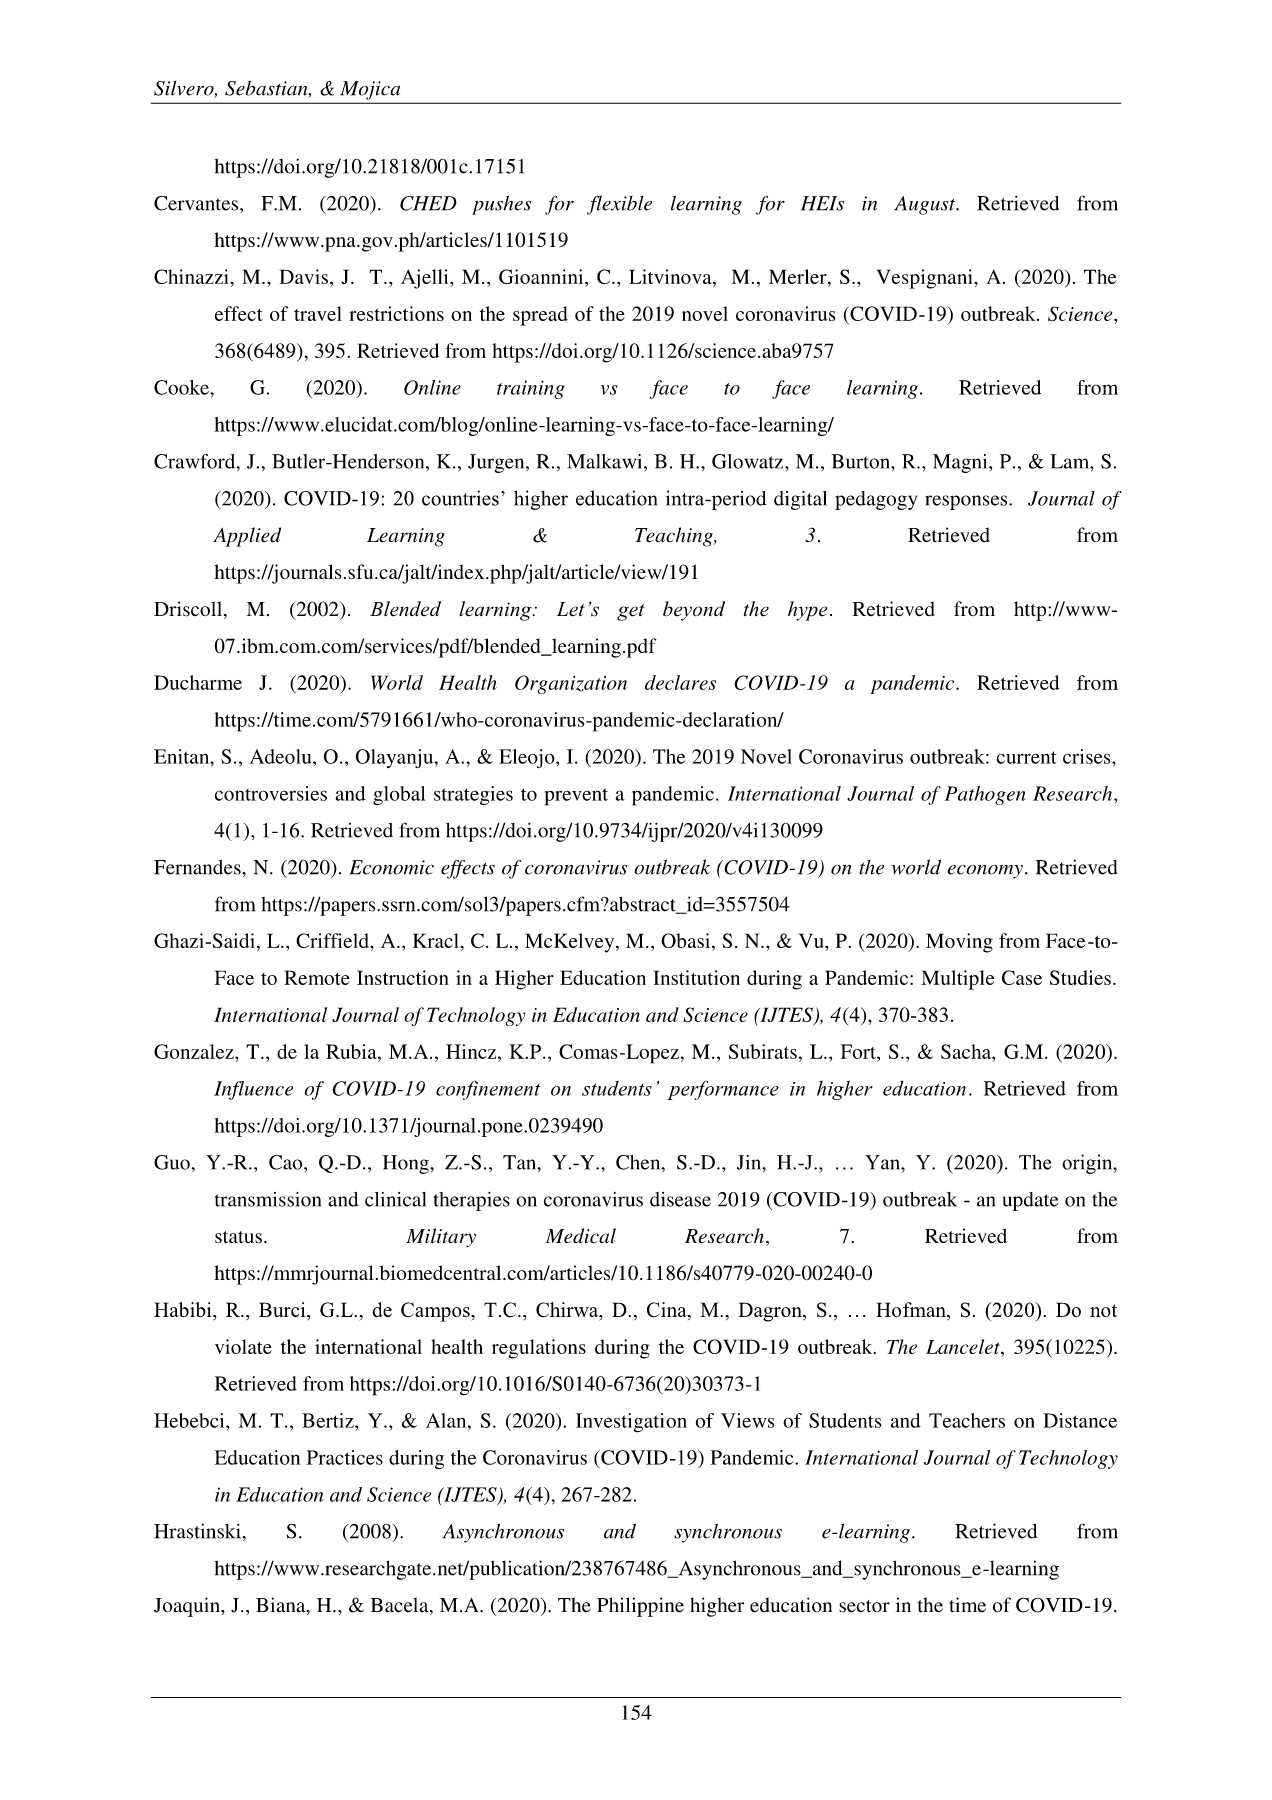 Silvero, Sebastian, & Mojica
https://doi.org/10.21818/001c.17151
Cervantes, F.M. (2020). CHED pushes for flexible learning for HEIs in August. Retrieved from
https://www.pna.gov.ph/articles/1101519
Chinazzi, M., Davis, J. T., Ajelli, M., Gioannini, C., Litvinova, M., Merler, S., Vespignani, A. (2020). The
effect of travel restrictions on the spread of the 2019 novel coronavirus (COVID-19) outbreak. Science,
368(6489), 395. Retrieved from https://doi.org/10.1126/science.aba9757
Cooke, G. (2020). Online training vs face to face learning. Retrieved from
https://www.elucidat.com/blog/online-learning-vs-face-to-face-learning/
Crawford, J., Butler-Henderson, K., Jurgen, R., Malkawi, B. H., Glowatz, M., Burton, R., Magni, P., & Lam, S.
(2020). COVID-19: 20 countries’ higher education intra-period digital pedagogy responses. Journal of
Applied Learning & Teaching, 3. Retrieved from
https://journals.sfu.ca/jalt/index.php/jalt/article/view/191
Driscoll, M. (2002). Blended learning: Let’s get beyond the hype. Retrieved from http://www-
07.ibm.com.com/services/pdf/blended_learning.pdf
Ducharme J. (2020). World Health Organization declares COVID-19 a pandemic. Retrieved from
https://time.com/5791661/who-coronavirus-pandemic-declaration/
Enitan, S., Adeolu, O., Olayanju, A., & Eleojo, I. (2020). The 2019 Novel Coronavirus outbreak: current crises,
controversies and global strategies to prevent a pandemic. International Journal of Pathogen Research,
4(1), 1-16. Retrieved from https://doi.org/10.9734/ijpr/2020/v4i130099
Fernandes, N. (2020). Economic effects of coronavirus outbreak (COVID-19) on the world economy. Retrieved
from https://papers.ssrn.com/sol3/papers.cfm?abstract_id=3557504
Ghazi-Saidi, L., Criffield, A., Kracl, C. L., McKelvey, M., Obasi, S. N., & Vu, P. (2020). Moving from Face-to-
Face to Remote Instruction in a Higher Education Institution during a Pandemic: Multiple Case Studies.
International Journal of Technology in Education and Science (IJTES), 4(4), 370-383.
Gonzalez, T., de la Rubia, M.A., Hincz, K.P., Comas-Lopez, M., Subirats, L., Fort, S., & Sacha, G.M. (2020).
Influence of COVID-19 confinement on students’ performance in higher education. Retrieved from
https://doi.org/10.1371/journal.pone.0239490
Guo, Y.-R., Cao, Q.-D., Hong, Z.-S., Tan, Y.-Y., Chen, S.-D., Jin, H.-J., … Yan, Y. (2020). The origin,
transmission and clinical therapies on coronavirus disease 2019 (COVID-19) outbreak - an update on the
status. Military Medical Research, 7. Retrieved from
https://mmrjournal.biomedcentral.com/articles/10.1186/s40779-020-00240-0
Habibi, R., Burci, G.L., de Campos, T.C., Chirwa, D., Cina, M., Dagron, S., … Hofman, S. (2020). Do not
violate the international health regulations during the COVID-19 outbreak. The Lancelet, 395(10225).
Retrieved from https://doi.org/10.1016/S0140-6736(20)30373-1
Hebebci, M. T., Bertiz, Y., & Alan, S. (2020). Investigation of Views of Students and Teachers on Distance
Education Practices during the Coronavirus (COVID-19) Pandemic. International Journal of Technology
in Education and Science (IJTES), 4(4), 267-282.
Hrastinski, S. (2008). Asynchronous and synchronous e-learning. Retrieved from
https://www.researchgate.net/publication/238767486_Asynchronous_and_synchronous_e-learning
Joaquin, J., Biana, H., & Bacela, M.A. (2020). The Philippine higher education sector in the time of COVID-19.
154